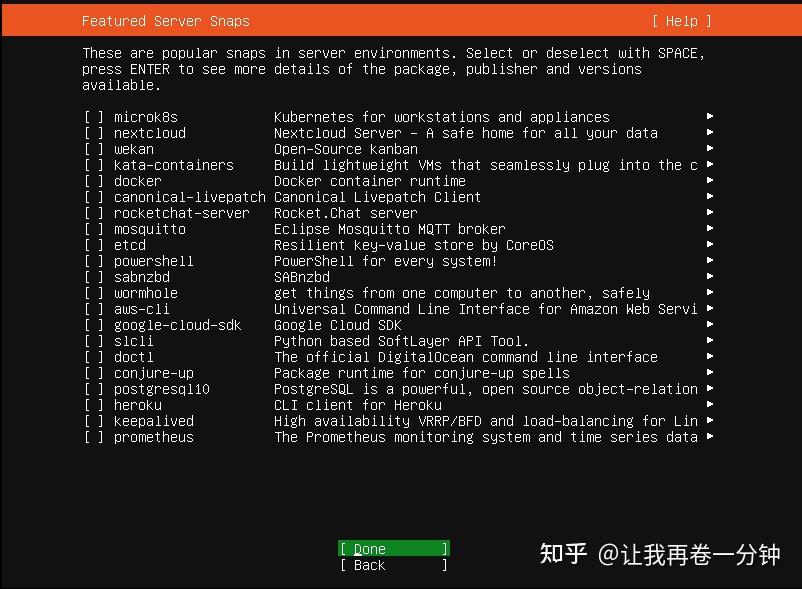 Featured Server Snaps [ Help ]
These are popular snaps in server environments. Select or deselect with SPACE,
press ENTER to see more details of the package, publisher and versions
available.
[ ] microk8s Kubernetes for workstations and appliances ▸
[ ] nextcloud Nextcloud Server - A safe home for all your data ▸
[ ] wekan Open-Source kanban ▸
[ ] kata-containers Build lightweight VMs that seamlessly plug into the c ▸
[ ] docker Docker container runtime ▸
[ ] canonical-livepatch Canonical Livepatch Client ▸
[ ] rocketchat-server Rocket.Chat server ▸
[ ] mosquitto Eclipse Mosquitto MQTT broker ▸
[ ] etcd Resilient key-value store by CoreOS ▸
[ ] powershell PowerShell for every system! ▸
[ ] sabnzbd SABnzbd ▸
[ ] wormhole get things from one computer to another, safely ▸
[ ] aws-cli Universal Command Line Interface for Amazon Web Servi ▸
[ ] google-cloud-sdk Google Cloud SDK ▸
[ ] slcli Python based SoftLayer API Tool. ▸
[ ] doctl The official DigitalOcean command line interface ▸
[ ] conjure-up Package runtime for conjure-up spells ▸
[ ] postgresql10 PostgreSQL is a powerful, open source object-relation ▸
[ ] heroku CLI client for Heroku ▸
[ ] keepalived High availability VRRP/BFD and load-balancing for Lin ▸
[ ] prometheus The Prometheus monitoring system and time series data ▸
[ Done ]
[ Back ]
知乎 @让我再卷一分钟